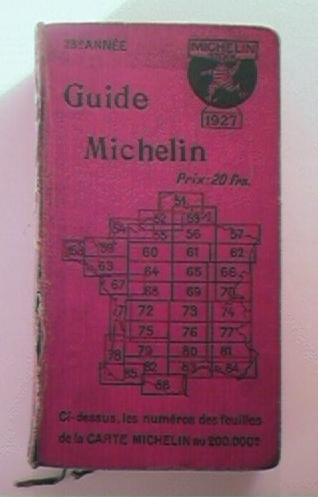 23e ANNÉE
MICHELIN
1927
Guide
Michelin
Prix: 20 frs.
51
52 53
54 55 56 57
58 59 60 61 62
63 64 65 66
67 68 69 70
71 72 73 74
75 76 77
78 79 80 81
82 83 84
85
86
Ci-dessus, les numéros des feuilles
de la CARTE MICHELIN au 200.000e